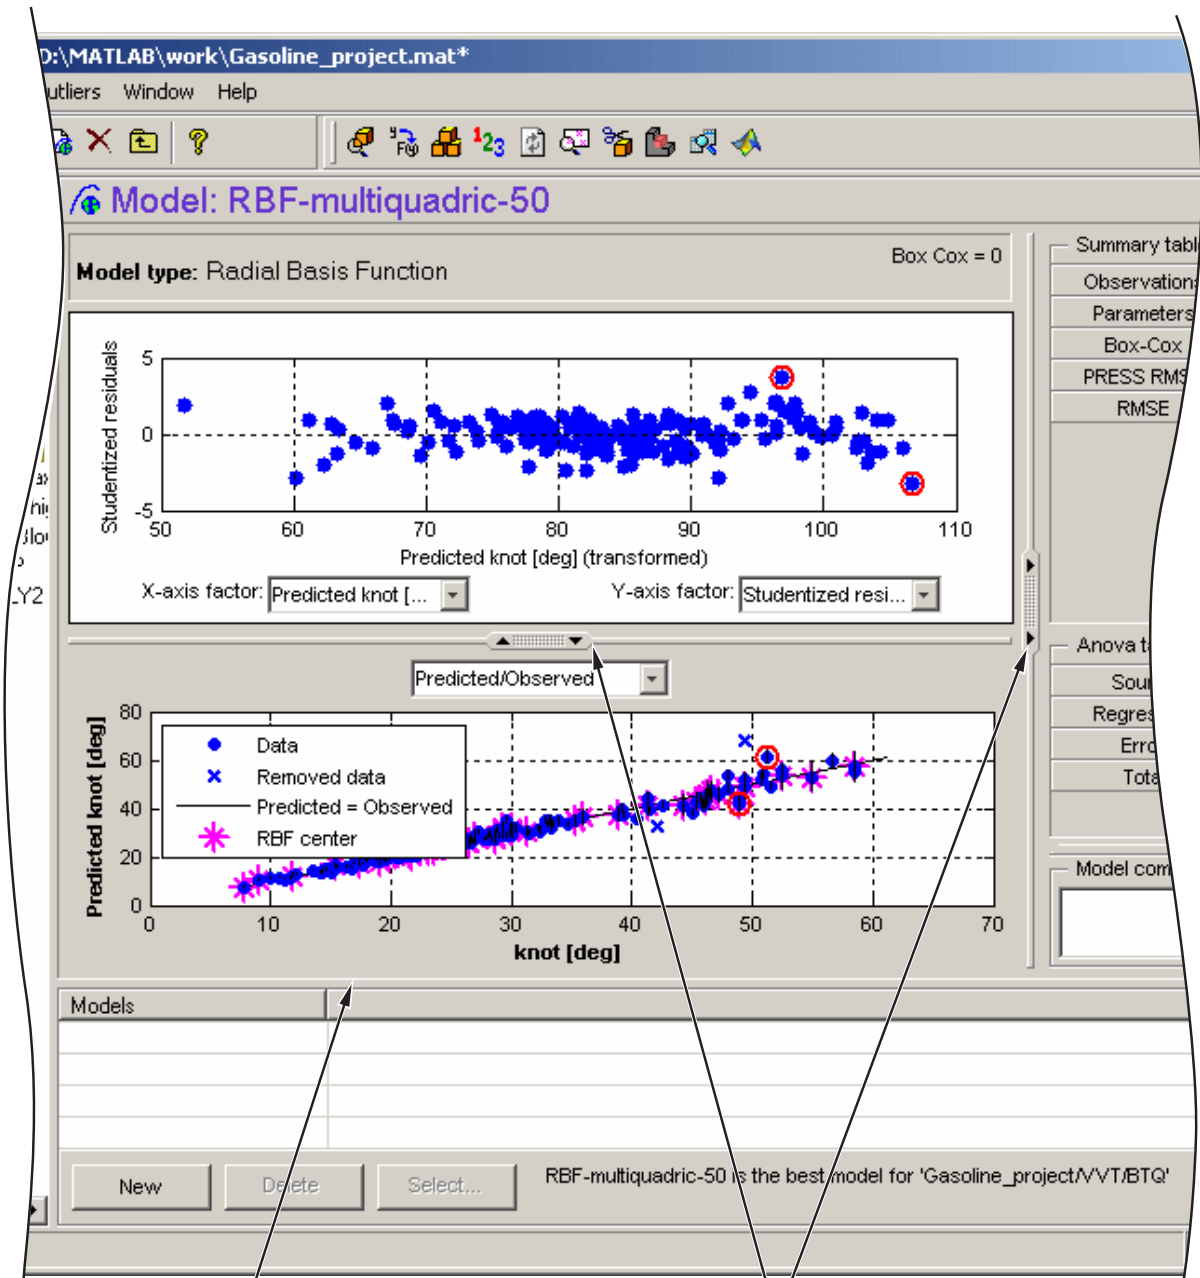 D:\MATLAB\work\Gasoline_project.mat*
utliers Window Help
Model: RBF-multiquadric-50
Model type: Radial Basis Function
Box Cox = 0
Studentized residuals
5
0
-5
50 60 70 80 90 100 110
Predicted knot [deg] (transformed)
X-axis factor: Predicted knot [...
Y-axis factor: Studentized resi...
Predicted/Observed
Predicted knot [deg]
80
60
40
20
0
Data
Removed data
Predicted = Observed
RBF center
0 10 20 30 40 50 60 70
knot [deg]
Summary tabl
Observations
Parameters
Box-Cox
PRESS RMS
RMSE
Anova ta
Sour
Regres
Erro
Tota
Model com
LY2
Models
New Delete Select...
RBF-multiquadric-50 is the best model for 'Gasoline_project/VVT/BTQ'